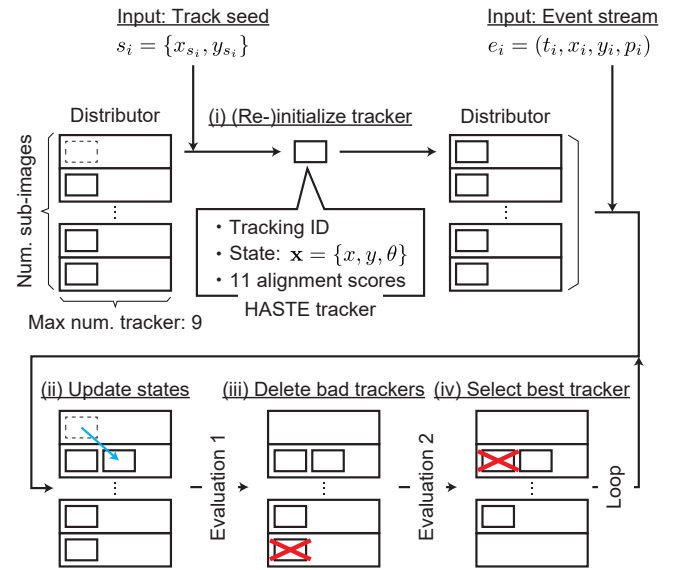 Input: Track seed
s_i = {x_{s_i}, y_{s_i}}
Input: Event stream
e_i = (t_i, x_i, y_i, p_i)
Distributor
(i) (Re-)initialize tracker
Distributor
Num. sub-images
⋮
⋮
・Tracking ID
・State: x = {x, y, θ}
・11 alignment scores
HASTE tracker
Max num. tracker: 9
(ii) Update states
(iii) Delete bad trackers
(iv) Select best tracker
Evaluation 1
Evaluation 2
Loop
⋮
⋮
⋮